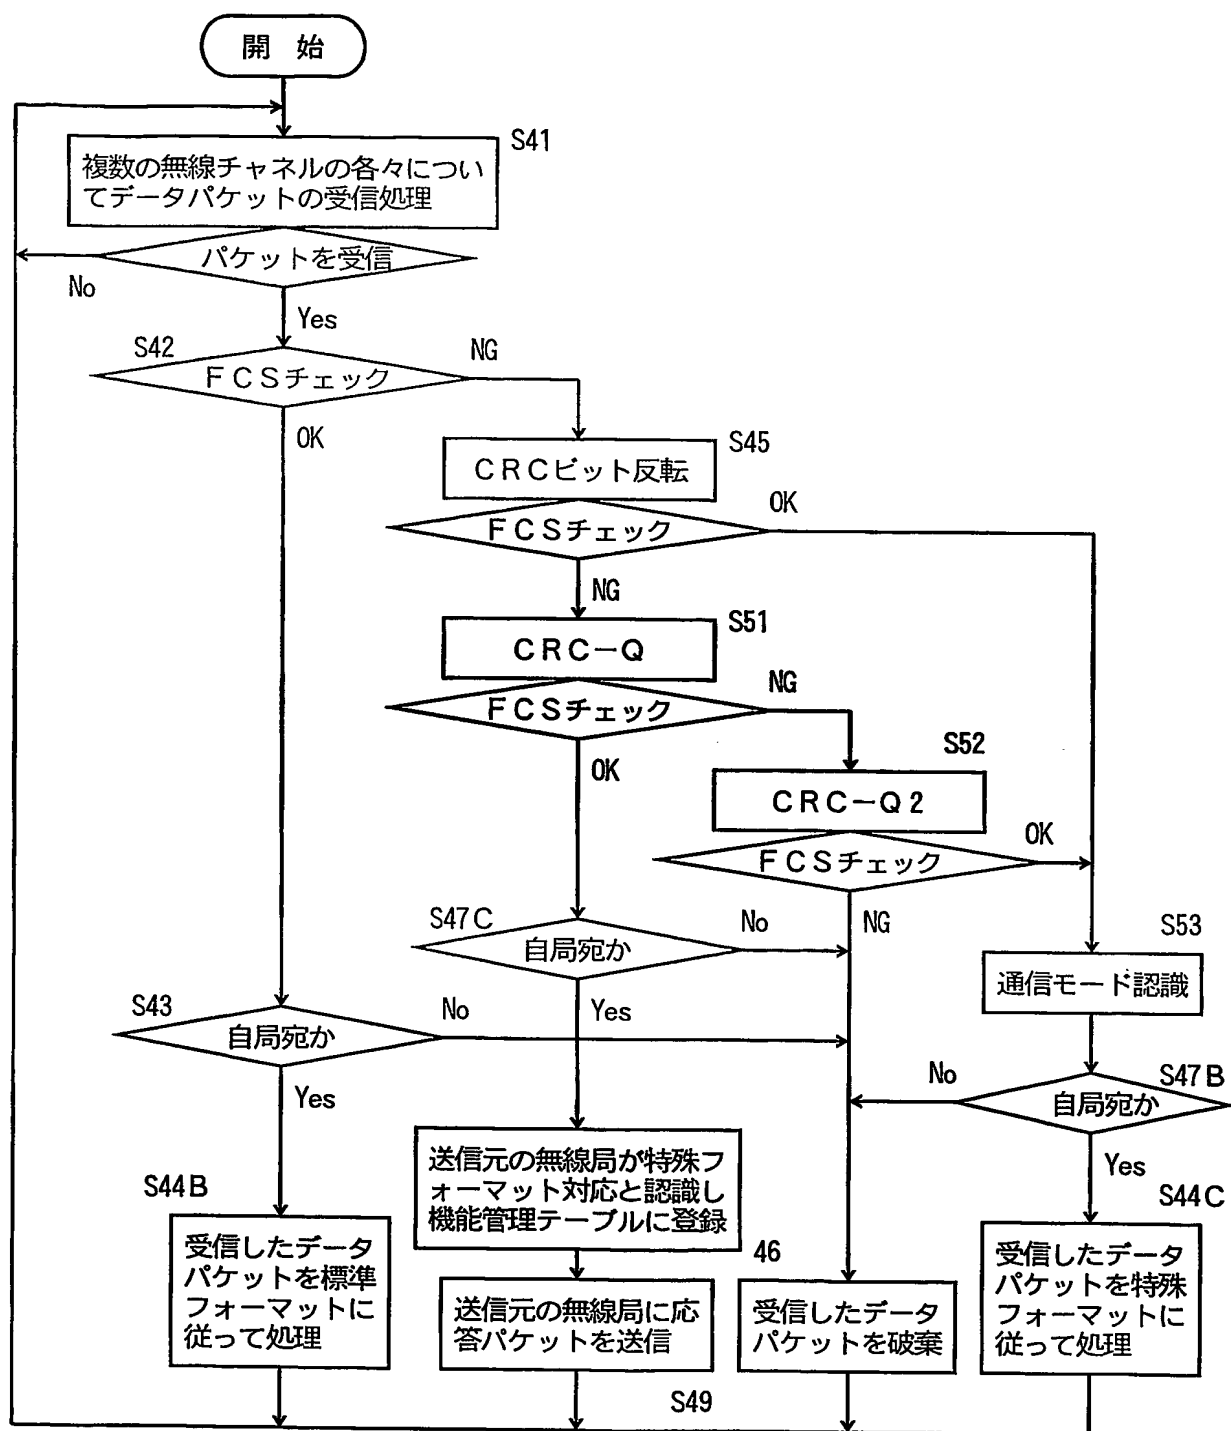 開 始
S41
複数の無線チャネルの各々につい
てデータパケットの受信処理
パケットを受信
No
Yes
S42
NG
FCSチェック
OK
S45
CRCビット反転
OK
FCSチェック
NG
S51
CRC－Q
NG
FCSチェック
S52
OK
CRC－Q2
OK
FCSチェック
S47C
No
NG
S53
自局宛か
通信モード認識
S43
No
Yes
自局宛か
No
S47B
自局宛か
Yes
送信元の無線局が特殊フ
ォーマット対応と認識し
機能管理テーブルに登録
Yes
S44B
S44C
受信したデータ
パケットを標準
フォーマットに
従って処理
46
送信元の無線局に応
答パケットを送信
受信したデータ
パケットを破棄
受信したデータ
パケットを特殊
フォーマットに
従って処理
S49